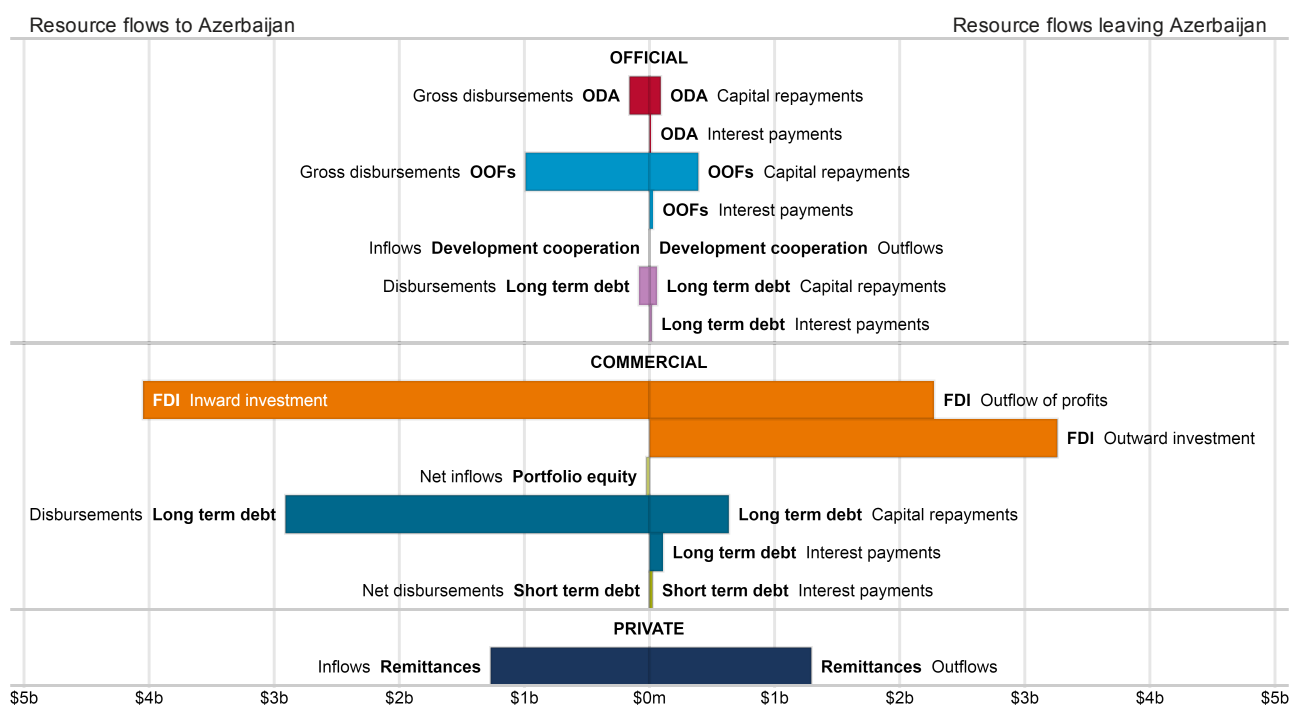 Resource flows to Azerbaijan Resource flows leaving Azerbaijan
OFFICIAL
Gross disbursements ODA ODA Capital repayments
ODA Interest payments
Gross disbursements OOFs OOFs Capital repayments
OOFs Interest payments
Inflows Development cooperation Development cooperation Outflows
Disbursements Long term debt Long term debt Capital repayments
Long term debt Interest payments
COMMERCIAL
FDI Inward investment FDI Outflow of profits
FDI Outward investment
Net inflows Portfolio equity
Disbursements Long term debt Long term debt Capital repayments
Long term debt Interest payments
Net disbursements Short term debt Short term debt Interest payments
PRIVATE
Inflows Remittances Remittances Outflows
$5b $4b $3b $2b $1b $0m $1b $2b $3b $4b $5b